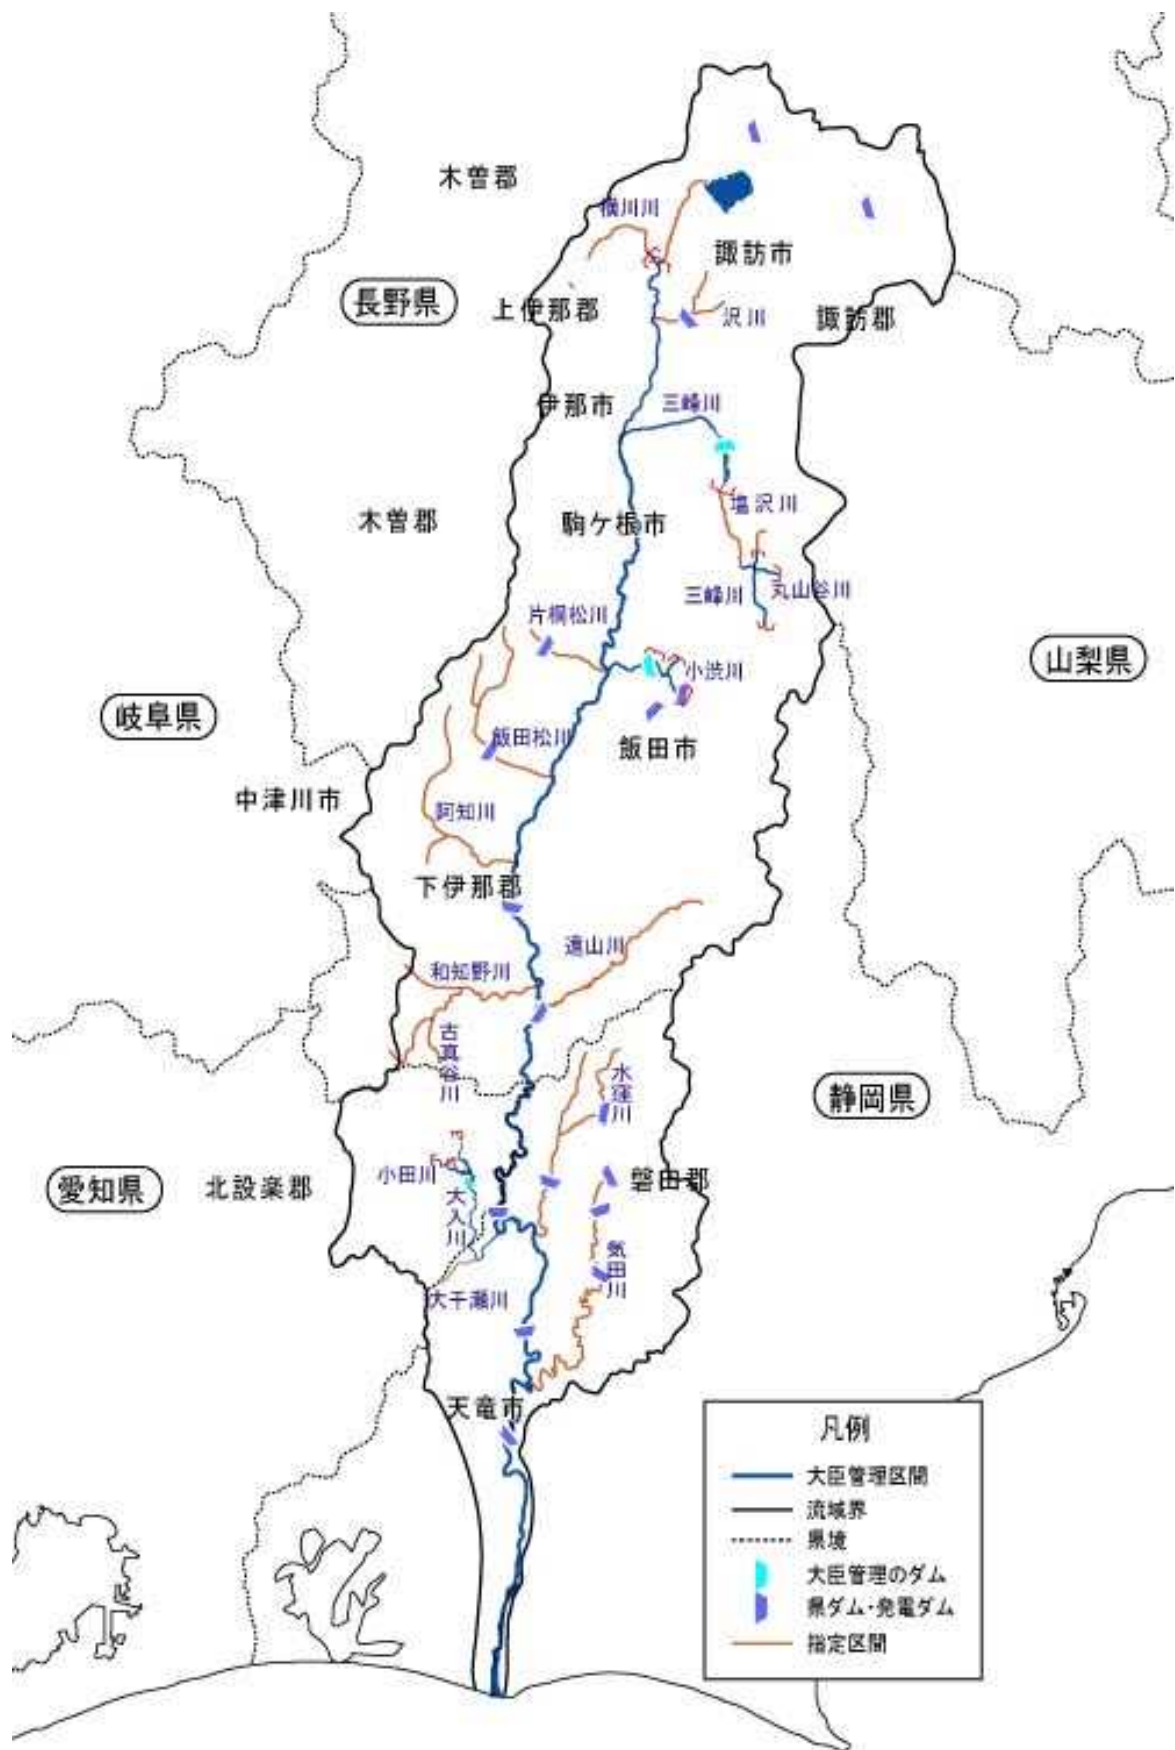 木曽郡
横川川
諏訪市
長野県
上伊那郡
沢川
諏訪郡
伊那市
三峰川
木曽郡
駒ケ根市
塩沢川
三峰川
丸山谷川
片桐松川
小渋川
山梨県
岐阜県
飯田松川
飯田市
中津川市
阿知川
下伊那郡
遠山川
和知野川
古真谷川
水窪川
静岡県
愛知県
北設楽郡
小田川
大入川
磐田郡
気田川
大千瀬川
天竜市
凡例
大臣管理区間
流域界
県境
大臣管理のダム
県ダム・発電ダム
指定区間